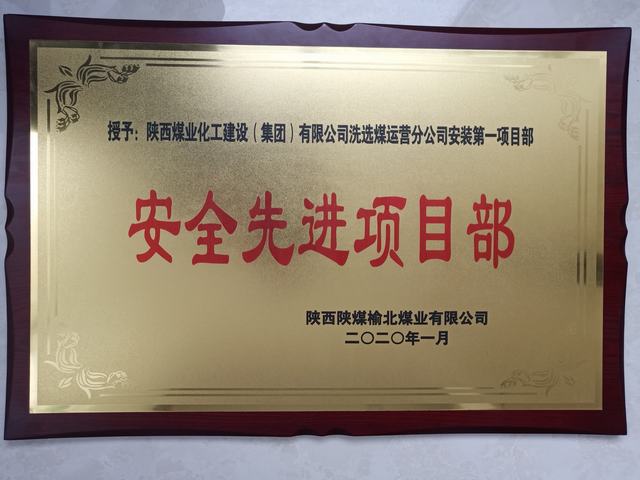 授予：陕西煤业化工建设（集团）有限公司洗选煤运营分公司安装第一项目部
安全先进项目部
陕西陕煤榆北煤业有限公司
二〇二〇年一月